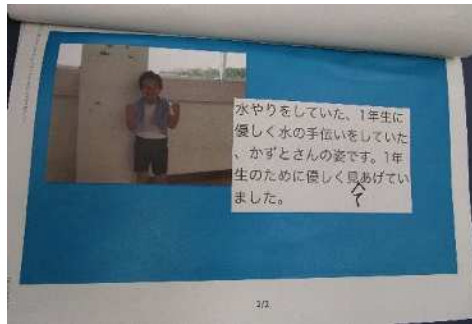 水やりをしていた、1年生に
優しく水の手伝いをしていた
、かずとさんの姿です。1年
生のために優しく見あげてい
て
ました。
2/2